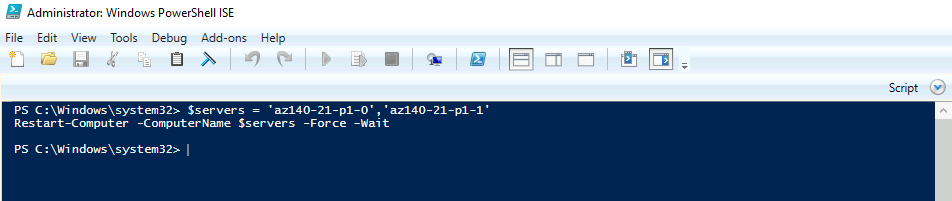 Administrator: Windows PowerShell ISE
File Edit View Tools Debug Add-ons Help
Script
PS C:\Windows\system32> $servers = 'az140-21-p1-0','az140-21-p1-1'
Restart-Computer -ComputerName $servers -Force -Wait
PS C:\Windows\system32>